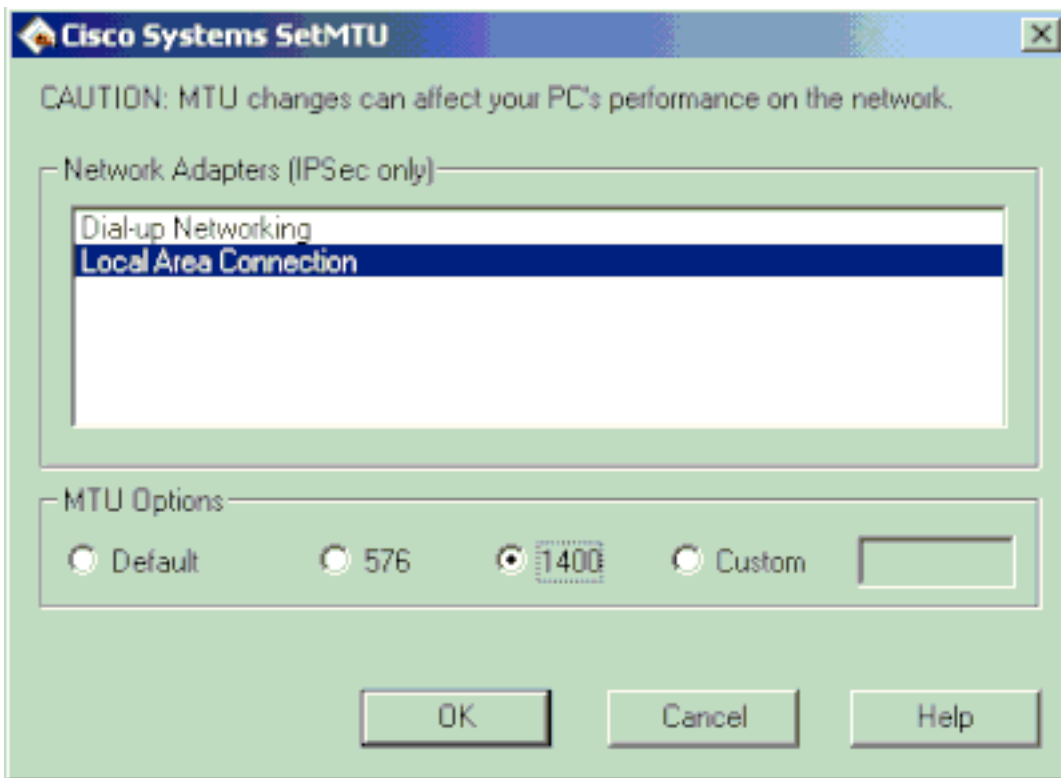 Cisco Systems SetMTU
CAUTION: MTU changes can affect your PC's performance on the network.
Network Adapters (IPSec only)
Dial-up Networking
Local Area Connection
MTU Options
Default 576 1400 Custom
OK Cancel Help